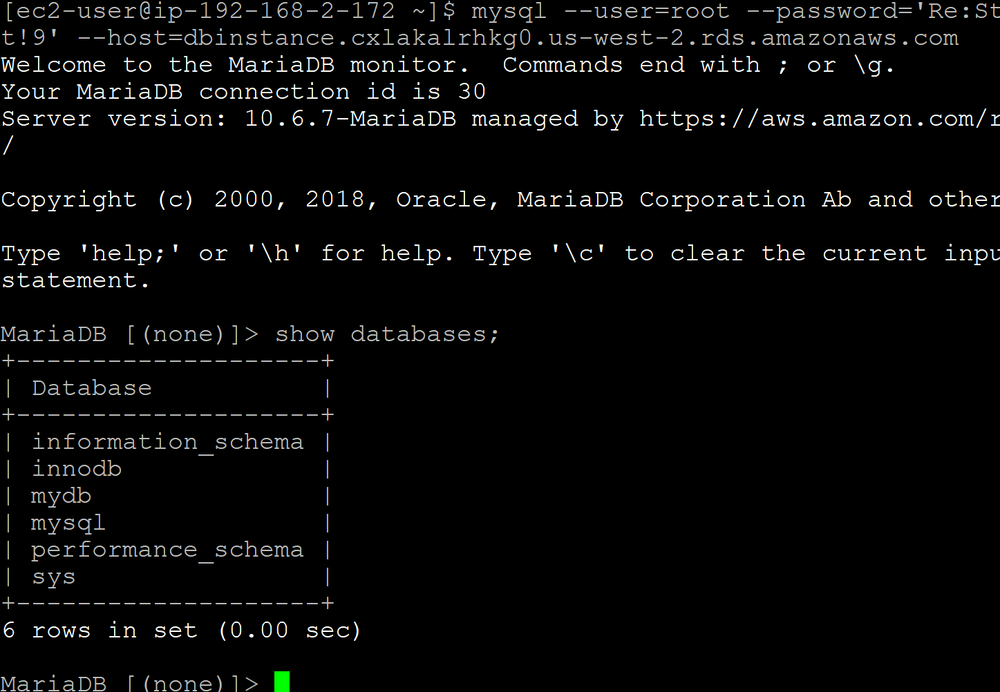 [ec2-user@ip-192-168-2-172 ~]$ mysql --user=root --password='Re:St
t!9' --host=dbinstance.cxlakalrhkg0.us-west-2.rds.amazonaws.com
Welcome to the MariaDB monitor.  Commands end with ; or \g.
Your MariaDB connection id is 30
Server version: 10.6.7-MariaDB managed by https://aws.amazon.com/r
/
Copyright (c) 2000, 2018, Oracle, MariaDB Corporation Ab and other
Type 'help;' or '\h' for help. Type '\c' to clear the current inpu
statement.
MariaDB [(none)]> show databases;
+--------------------+
| Database           |
+--------------------+
| information_schema |
| innodb             |
| mydb               |
| mysql              |
| performance_schema |
| sys                |
+--------------------+
6 rows in set (0.00 sec)
MariaDB [(none)]>